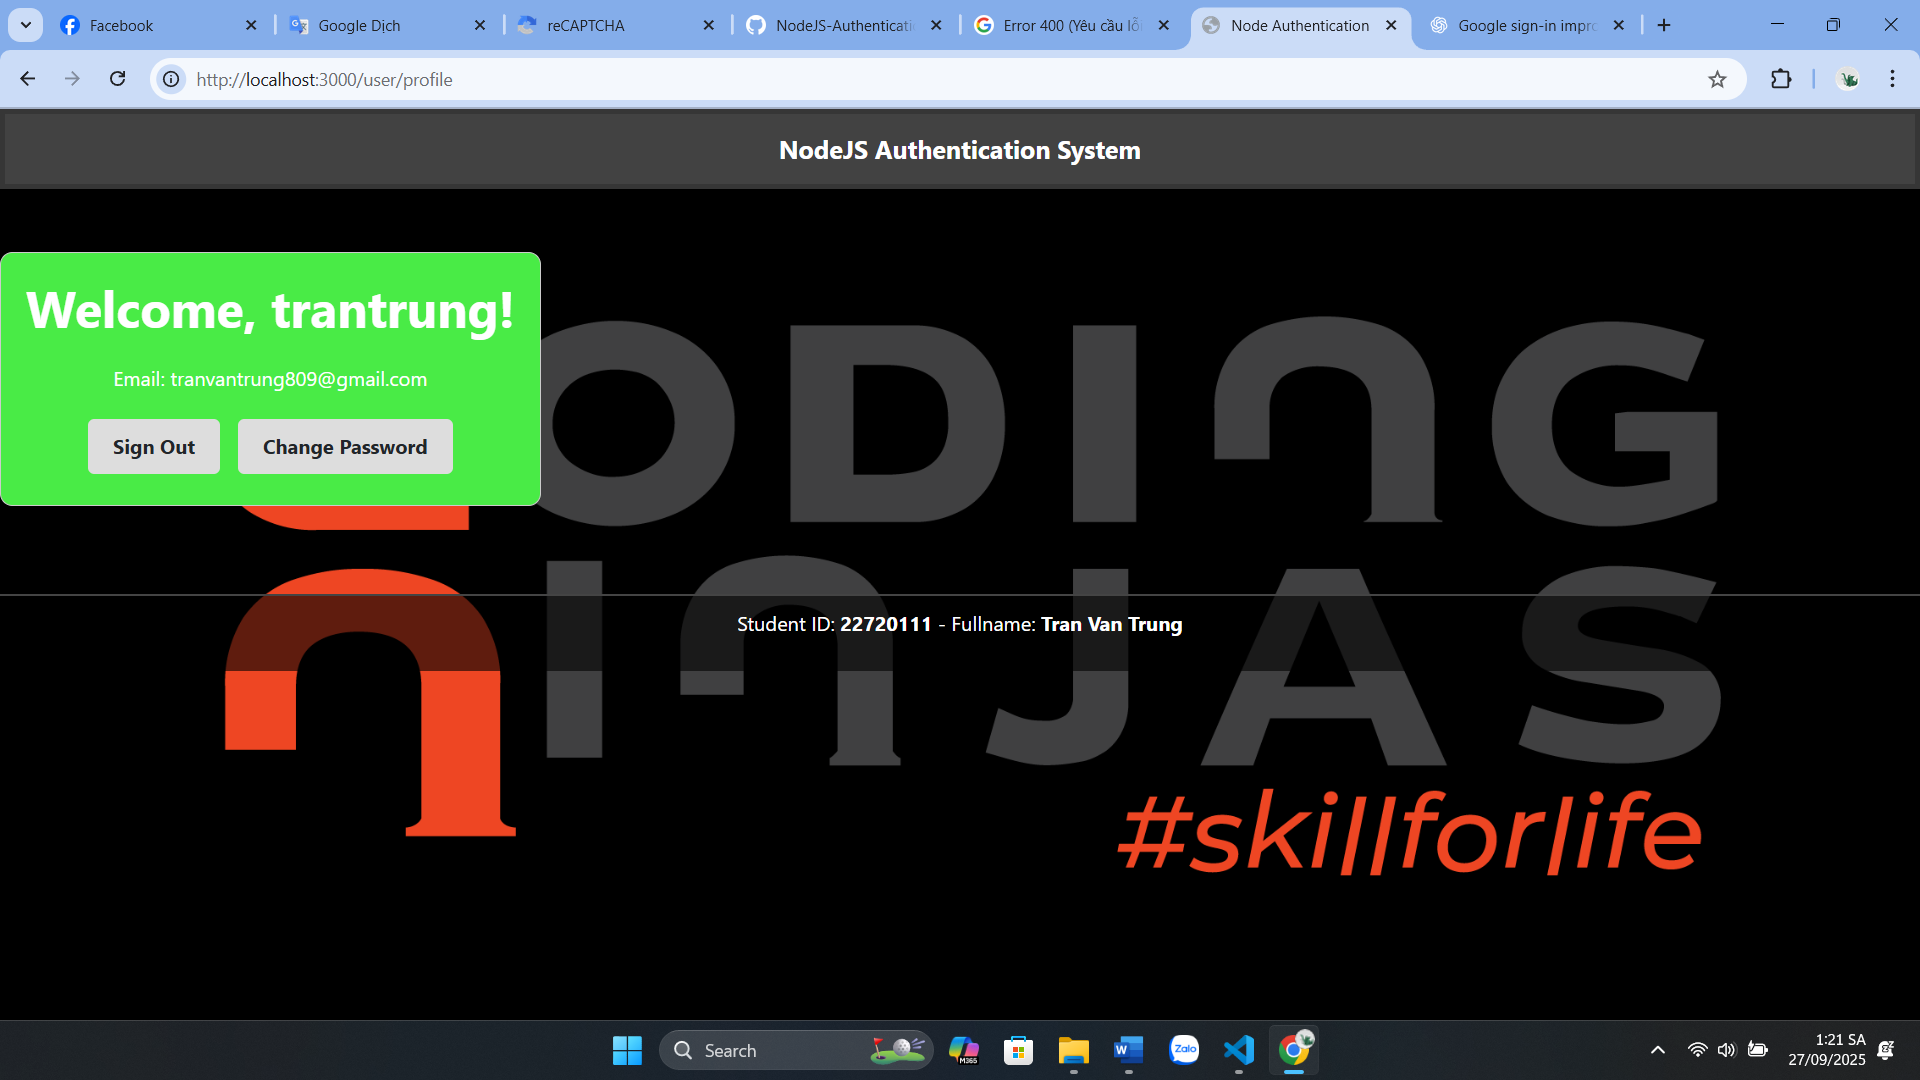 Facebook
Google Dịch
reCAPTCHA
NodeJS-Authenticati
Error 400 (Yêu cầu lỗ
Node Authentication
Google sign-in impro
http://localhost:3000/user/profile
NodeJS Authentication System
Welcome, trantrung!
Email: tranvantrung809@gmail.com
Sign Out
Change Password
ODING
Student ID: 22720111 - Fullname: Tran Van Trung
NINJAS
#skillforlife
Search
M365
W
Zalo
1:21 SA
27/09/2025